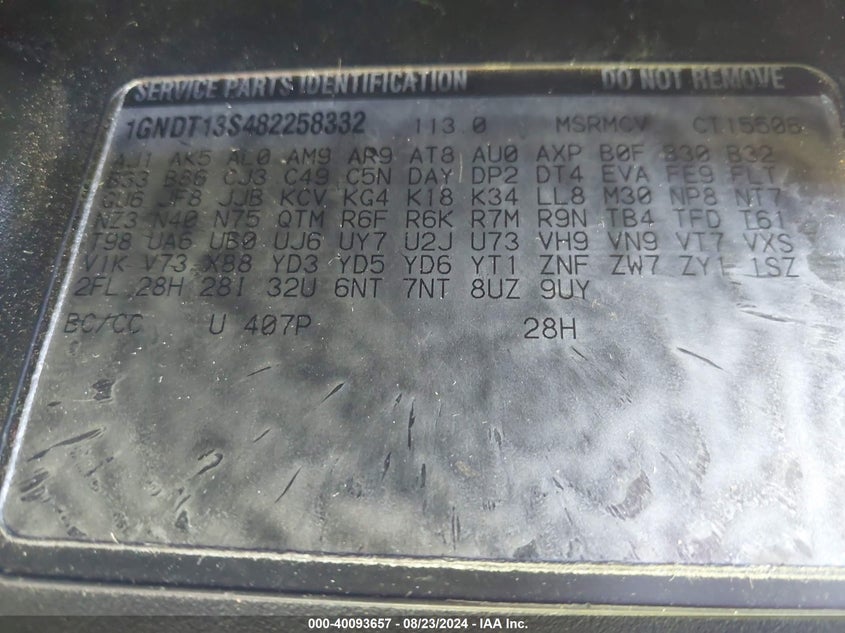 SERVICE PARTS IDENTIFICATION DO NOT REMOVE
1GNDT13S482258332 113.0 MSRMCV CT15506
AJ1 AK5 AL0 AM9 AR9 AT8 AU0 AXP B0F B30 B32
BG3 B86 CJ3 C49 C5N DAY DP2 DT4 EVA FE9 FLT
GU6 JF8 JJB KCV KG4 K18 K34 LL8 M30 NP8 NT7
NZ3 N40 N75 QTM R6F R6K R7M R9N TB4 TFD T61
T98 UA6 UB0 UJ6 UY7 U2J U73 VH9 VN9 VT7 VXS
V1K V73 X88 YD3 YD5 YD6 YT1 ZNF ZW7 ZY1 1SZ
2FL 28H 28I 32U 6NT 7NT 8UZ 9UY
BC/CC U 407P 28H
000-40093657 - 08/23/2024 - IAA Inc.